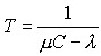 T = 1 / (μC − λ)